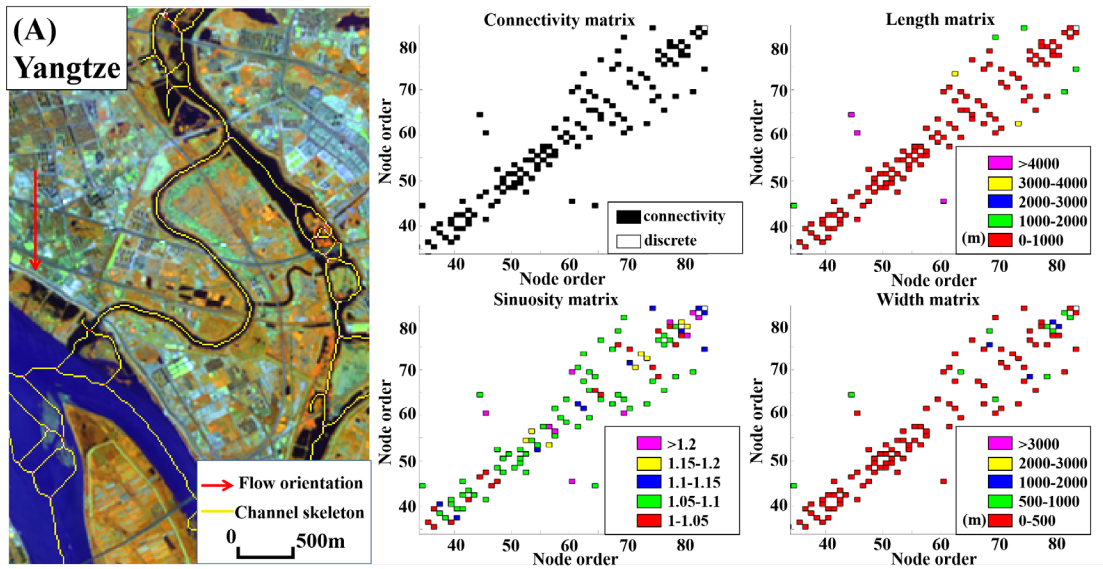 (A)
Yangtze
Flow orientation
Channel skeleton
0
500m
Connectivity matrix
Node order
80
70
60
50
40
connectivity
discrete
40
50
60
70
80
Node order
Length matrix
Node order
80
70
60
50
40
>4000
3000-4000
2000-3000
1000-2000
(m) 0-1000
40
50
60
70
80
Node order
Sinuosity matrix
Node order
80
70
60
50
40
>1.2
1.15-1.2
1.1-1.15
1.05-1.1
1-1.05
40
50
60
70
80
Node order
Width matrix
Node order
80
70
60
50
40
>3000
2000-3000
1000-2000
500-1000
(m) 0-500
40
50
60
70
80
Node order